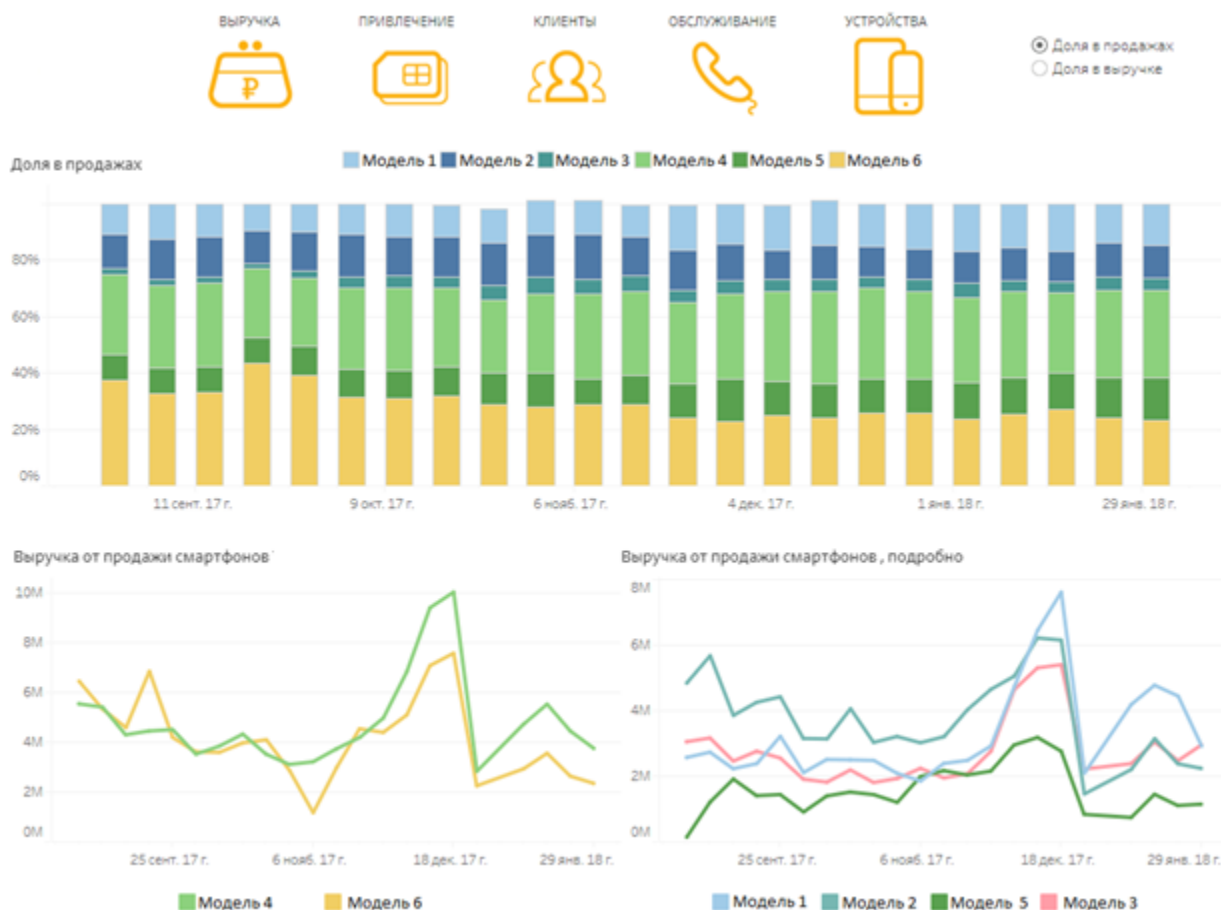 ВЫРУЧКА ПРИВЛЕЧЕНИЕ КЛИЕНТЫ ОБСЛУЖИВАНИЕ УСТРОЙСТВА
₽
Доля в продажах
Доля в выручке
Доля в продажах
Модель 1 Модель 2 Модель 3 Модель 4 Модель 5 Модель 6
80%
60%
40%
20%
0%
11 сент. 17 г. 9 окт. 17 г. 6 нояб. 17 г. 4 дек. 17 г. 1 янв. 18 г. 29 янв. 18 г.
Выручка от продажи смартфонов
10M
8M
6M
4M
2M
0M
25 сент. 17 г. 6 нояб. 17 г. 18 дек. 17 г. 29 янв. 18 г.
Модель 4 Модель 6
Выручка от продажи смартфонов , подробно
8M
6M
4M
2M
0M
25 сент. 17 г. 6 нояб. 17 г. 18 дек. 17 г. 29 янв. 18 г.
Модель 1 Модель 2 Модель 5 Модель 3